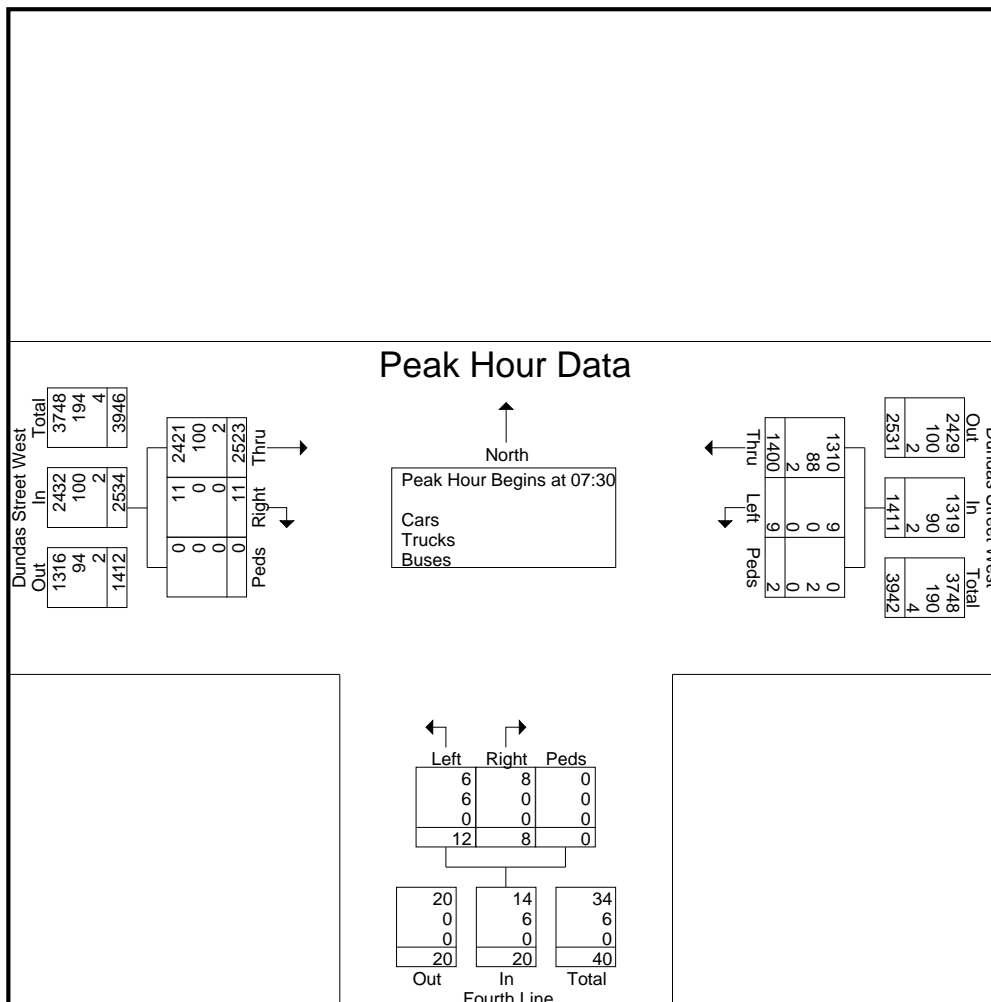 Peak Hour Data
North
Peak Hour Begins at 07:30
Cars
Trucks
Buses
Dundas Street West
Total
3748
194
4
3946
In
2432
100
2
2534
Out
1316
94
2
1412
Thru
2421
100
2
2523
Right
11
0
0
11
Peds
0
0
0
0
Dundas Street West
Out
2429
100
2
2531
In
1319
90
2
1411
Total
3748
190
4
3942
Thru
1310
88
2
1400
Left
9
0
0
9
Peds
0
2
0
2
Left Right Peds
6 8 0
6 0 0
0 0 0
12 8 0
20 14 34
0 6 6
0 0 0
20 20 40
Out In Total
Fourth Line